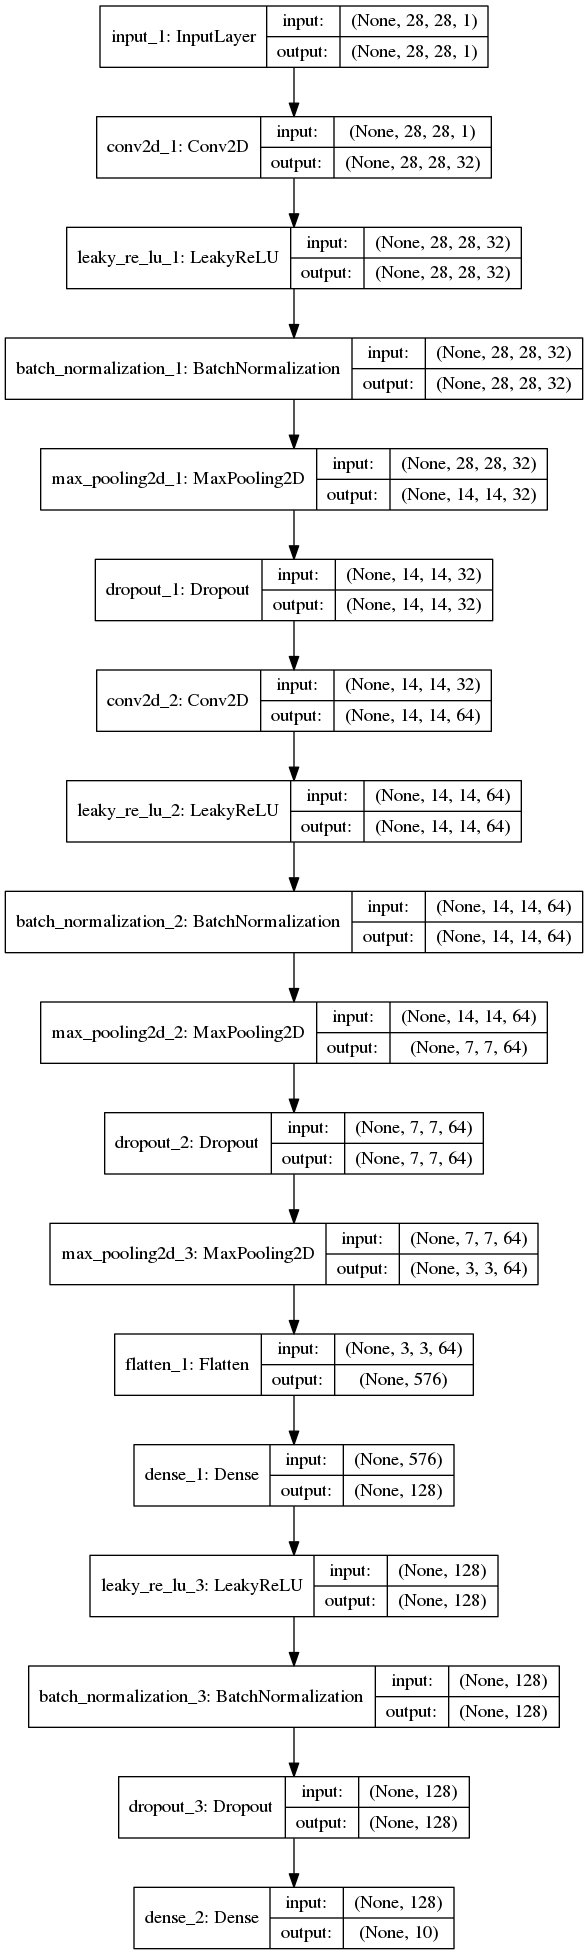 input_1: InputLayer
input: (None, 28, 28, 1)
output: (None, 28, 28, 1)
conv2d_1: Conv2D
input: (None, 28, 28, 1)
output: (None, 28, 28, 32)
leaky_re_lu_1: LeakyReLU
input: (None, 28, 28, 32)
output: (None, 28, 28, 32)
batch_normalization_1: BatchNormalization
input: (None, 28, 28, 32)
output: (None, 28, 28, 32)
max_pooling2d_1: MaxPooling2D
input: (None, 28, 28, 32)
output: (None, 14, 14, 32)
dropout_1: Dropout
input: (None, 14, 14, 32)
output: (None, 14, 14, 32)
conv2d_2: Conv2D
input: (None, 14, 14, 32)
output: (None, 14, 14, 64)
leaky_re_lu_2: LeakyReLU
input: (None, 14, 14, 64)
output: (None, 14, 14, 64)
batch_normalization_2: BatchNormalization
input: (None, 14, 14, 64)
output: (None, 14, 14, 64)
max_pooling2d_2: MaxPooling2D
input: (None, 14, 14, 64)
output: (None, 7, 7, 64)
dropout_2: Dropout
input: (None, 7, 7, 64)
output: (None, 7, 7, 64)
max_pooling2d_3: MaxPooling2D
input: (None, 7, 7, 64)
output: (None, 3, 3, 64)
flatten_1: Flatten
input: (None, 3, 3, 64)
output: (None, 576)
dense_1: Dense
input: (None, 576)
output: (None, 128)
leaky_re_lu_3: LeakyReLU
input: (None, 128)
output: (None, 128)
batch_normalization_3: BatchNormalization
input: (None, 128)
output: (None, 128)
dropout_3: Dropout
input: (None, 128)
output: (None, 128)
dense_2: Dense
input: (None, 128)
output: (None, 10)